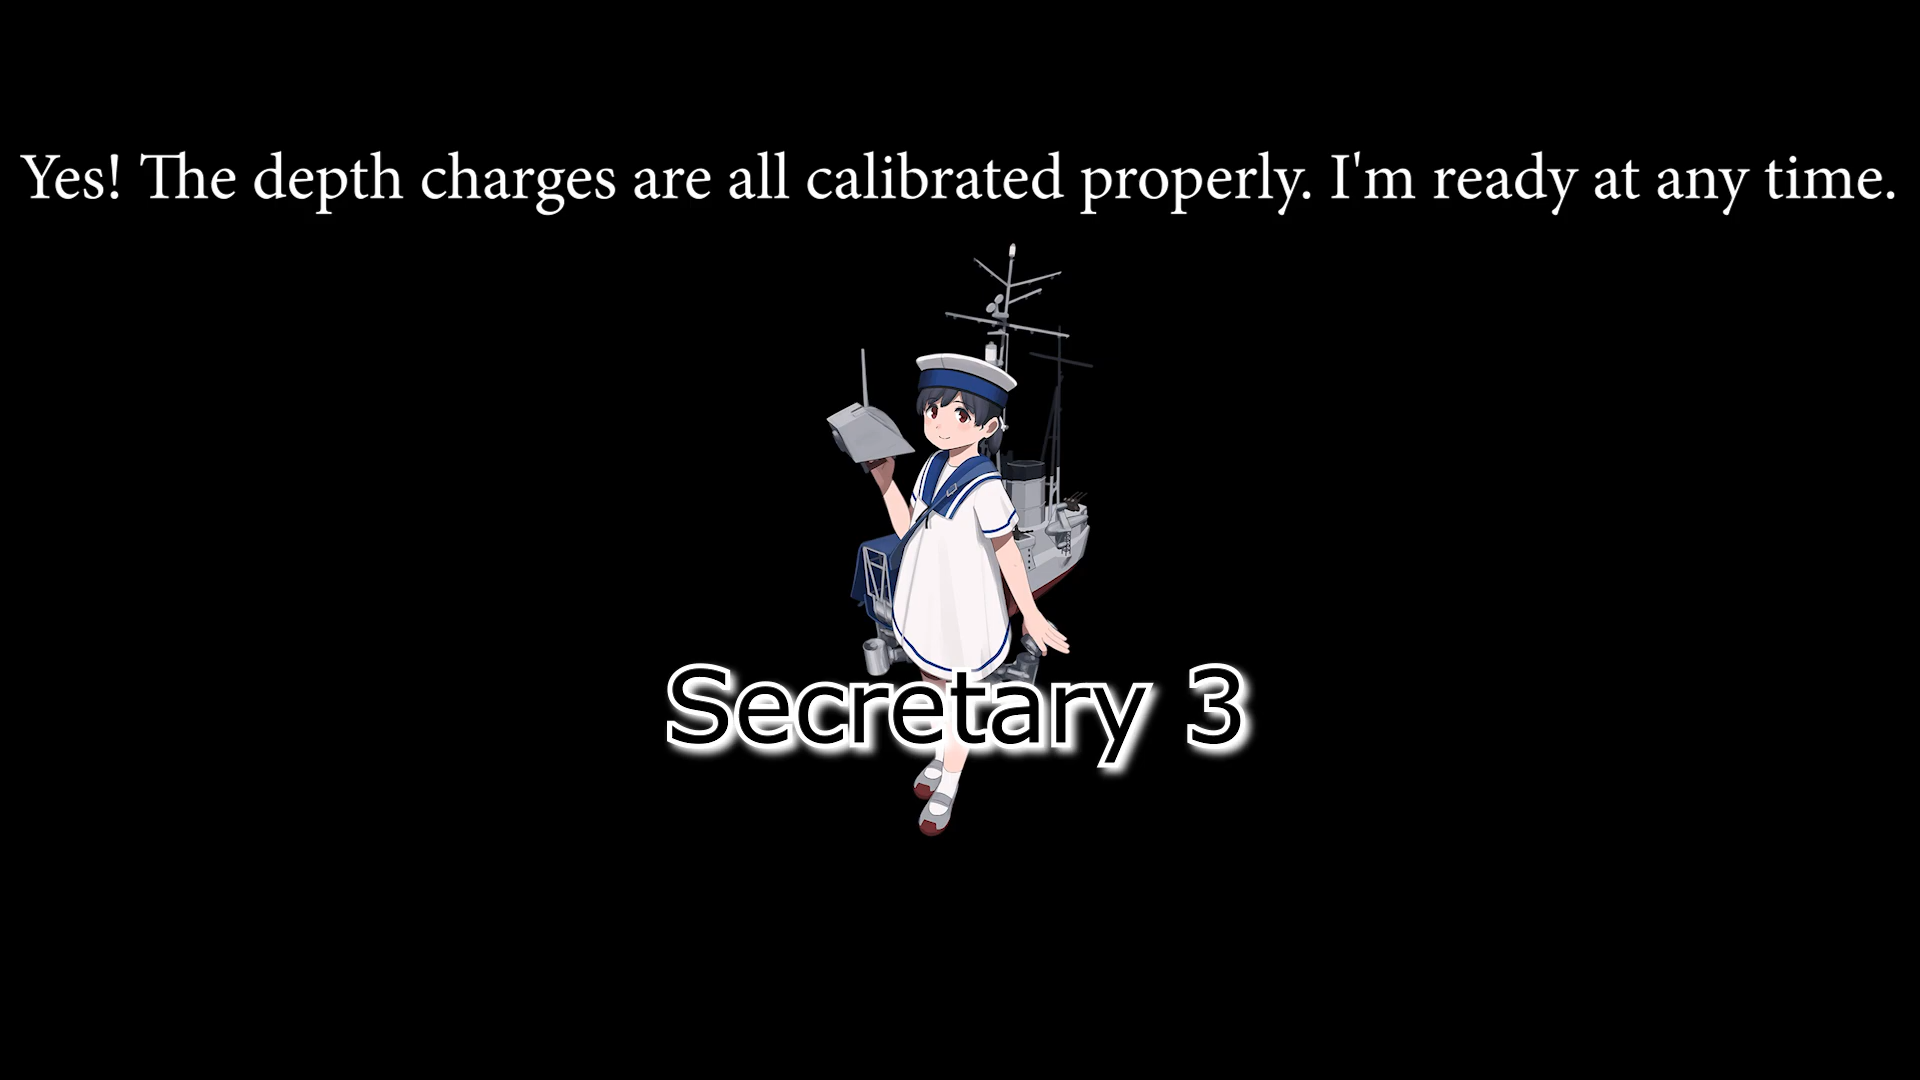 Yes! The depth charges are all calibrated properly. I'm ready at any time.
Secretary 3